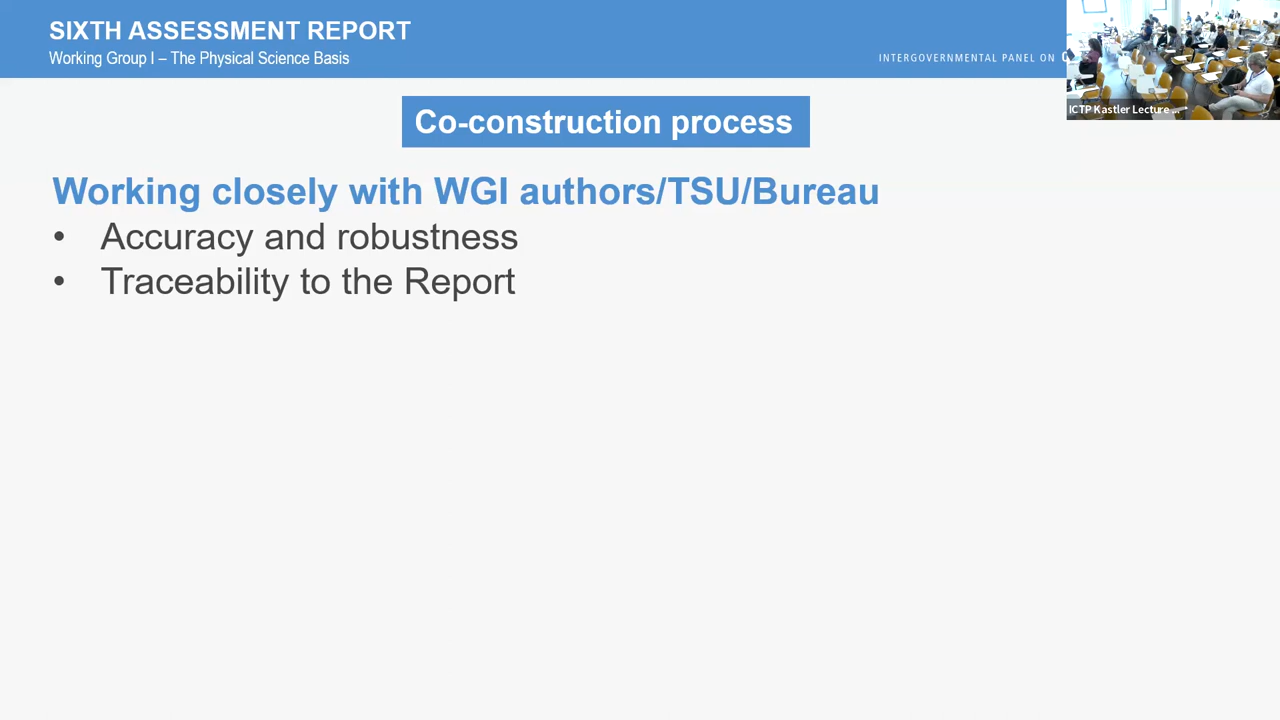 SIXTH ASSESSMENT REPORT
Working Group I – The Physical Science Basis
INTERGOVERNMENTAL PANEL ON
ICTP Kastler Lecture ...
Co-construction process
Working closely with WGI authors/TSU/Bureau
• Accuracy and robustness
• Traceability to the Report